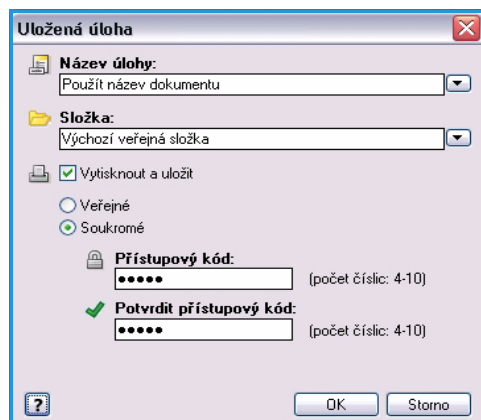 Uložená úloha
Název úlohy:
Použít název dokumentu
Složka:
Výchozí veřejná složka
Vytisknout a uložit
Veřejné
Soukromé
Přístupový kód:
••••• (počet číslic: 4-10)
Potvrdit přístupový kód:
••••• (počet číslic: 4-10)
? OK Storno